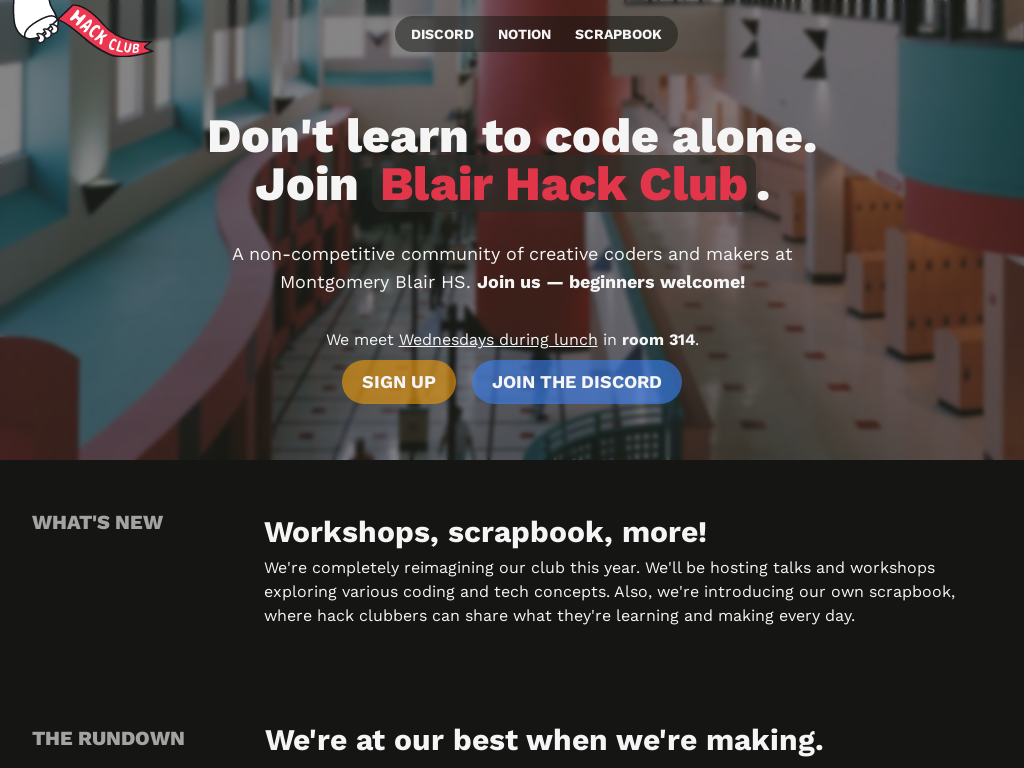 HACK CLUB
DISCORD NOTION SCRAPBOOK
Don't learn to code alone.
Join Blair Hack Club.
A non-competitive community of creative coders and makers at
Montgomery Blair HS. Join us — beginners welcome!
We meet Wednesdays during lunch in room 314.
SIGN UP JOIN THE DISCORD
WHAT'S NEW
Workshops, scrapbook, more!
We're completely reimagining our club this year. We'll be hosting talks and workshops
exploring various coding and tech concepts. Also, we're introducing our own scrapbook,
where hack clubbers can share what they're learning and making every day.
THE RUNDOWN
We're at our best when we're making.